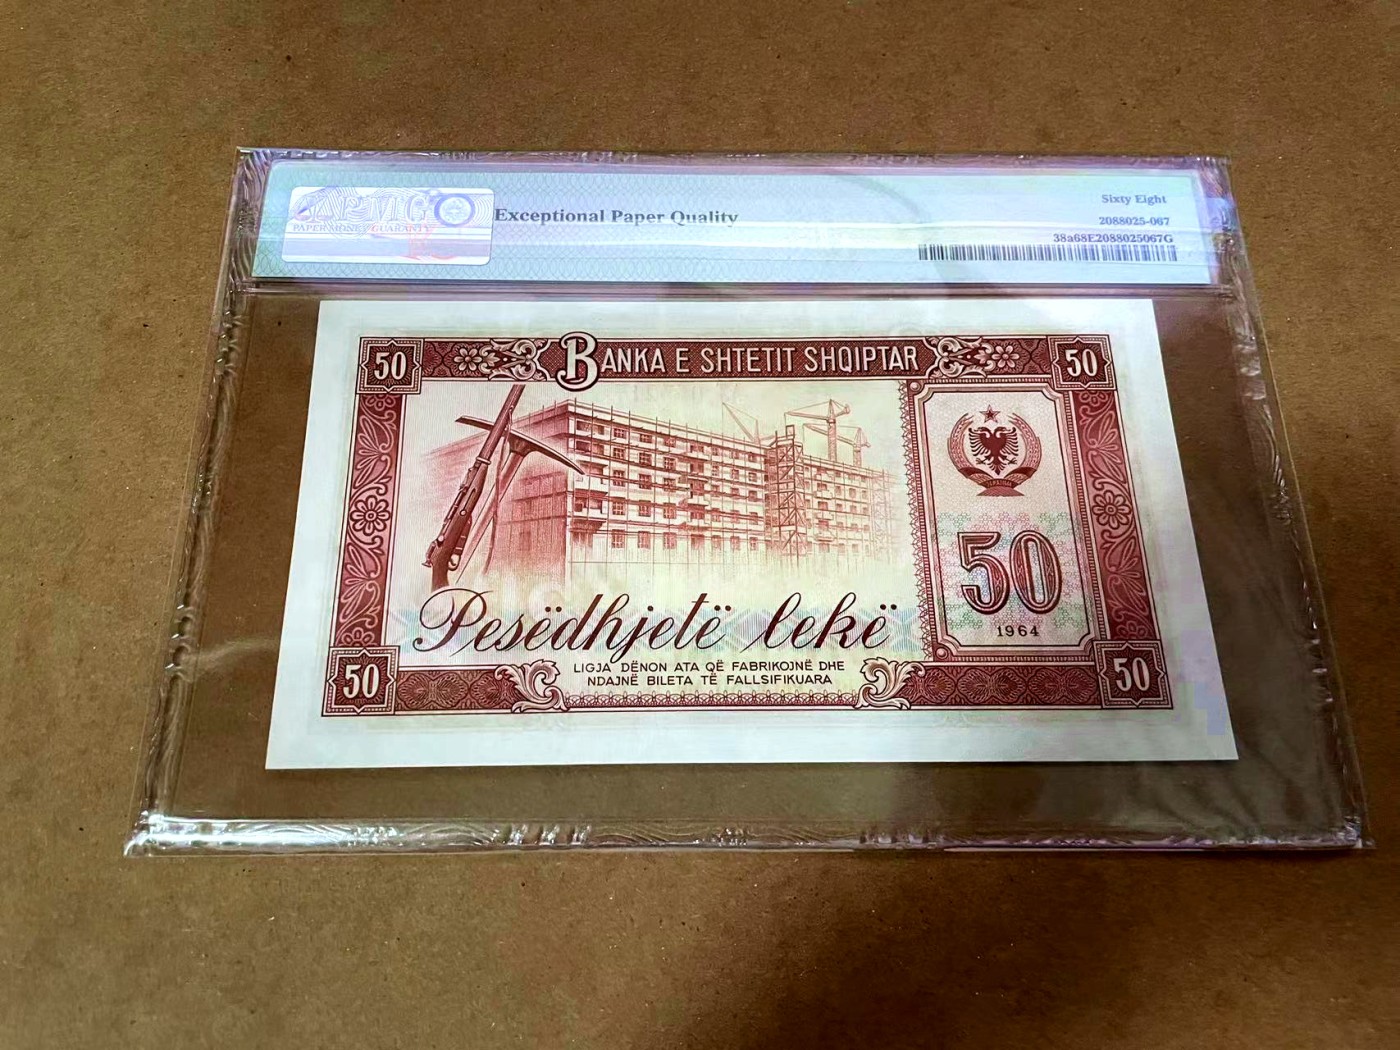 PMG
PAPER MONEY GUARANTY
Exceptional Paper Quality
Sixty Eight
2088025-067
38a68E2088025067G
50
BANKA E SHTETIT SHQIPTAR
50
50
1964
Pesëdhjetë lekë
LIGJA DËNON ATA QË FABRIKOJNË DHE
NDAJNË BILETA TË FALLSIFIKUARA
50
50